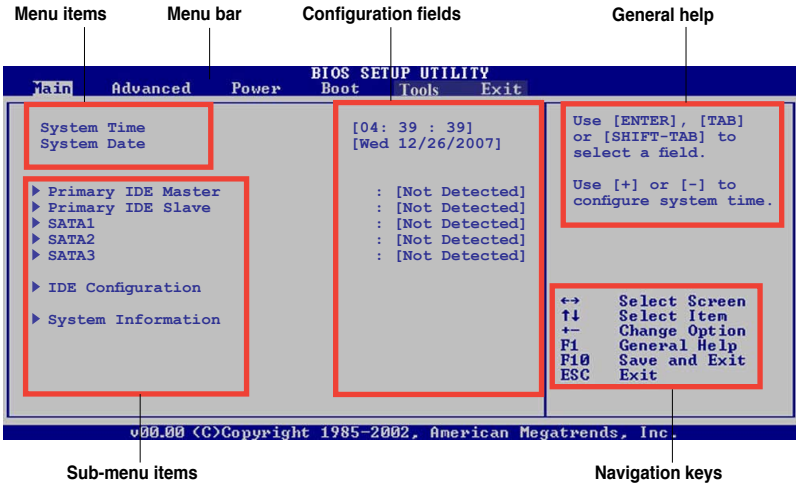 Menu items Menu bar Configuration fields General help
BIOS SETUP UTILITY
Main Advanced Power Boot Tools Exit
System Time [04: 39 : 39]
System Date [Wed 12/26/2007]
Primary IDE Master : [Not Detected]
Primary IDE Slave : [Not Detected]
SATA1 : [Not Detected]
SATA2 : [Not Detected]
SATA3 : [Not Detected]
IDE Configuration
System Information
Use [ENTER], [TAB]
or [SHIFT-TAB] to
select a field.
Use [+] or [-] to
configure system time.
↔ Select Screen
↑↓ Select Item
+- Change Option
F1 General Help
F10 Save and Exit
ESC Exit
v00.00 (C)Copyright 1985-2002, American Megatrends, Inc.
Sub-menu items Navigation keys